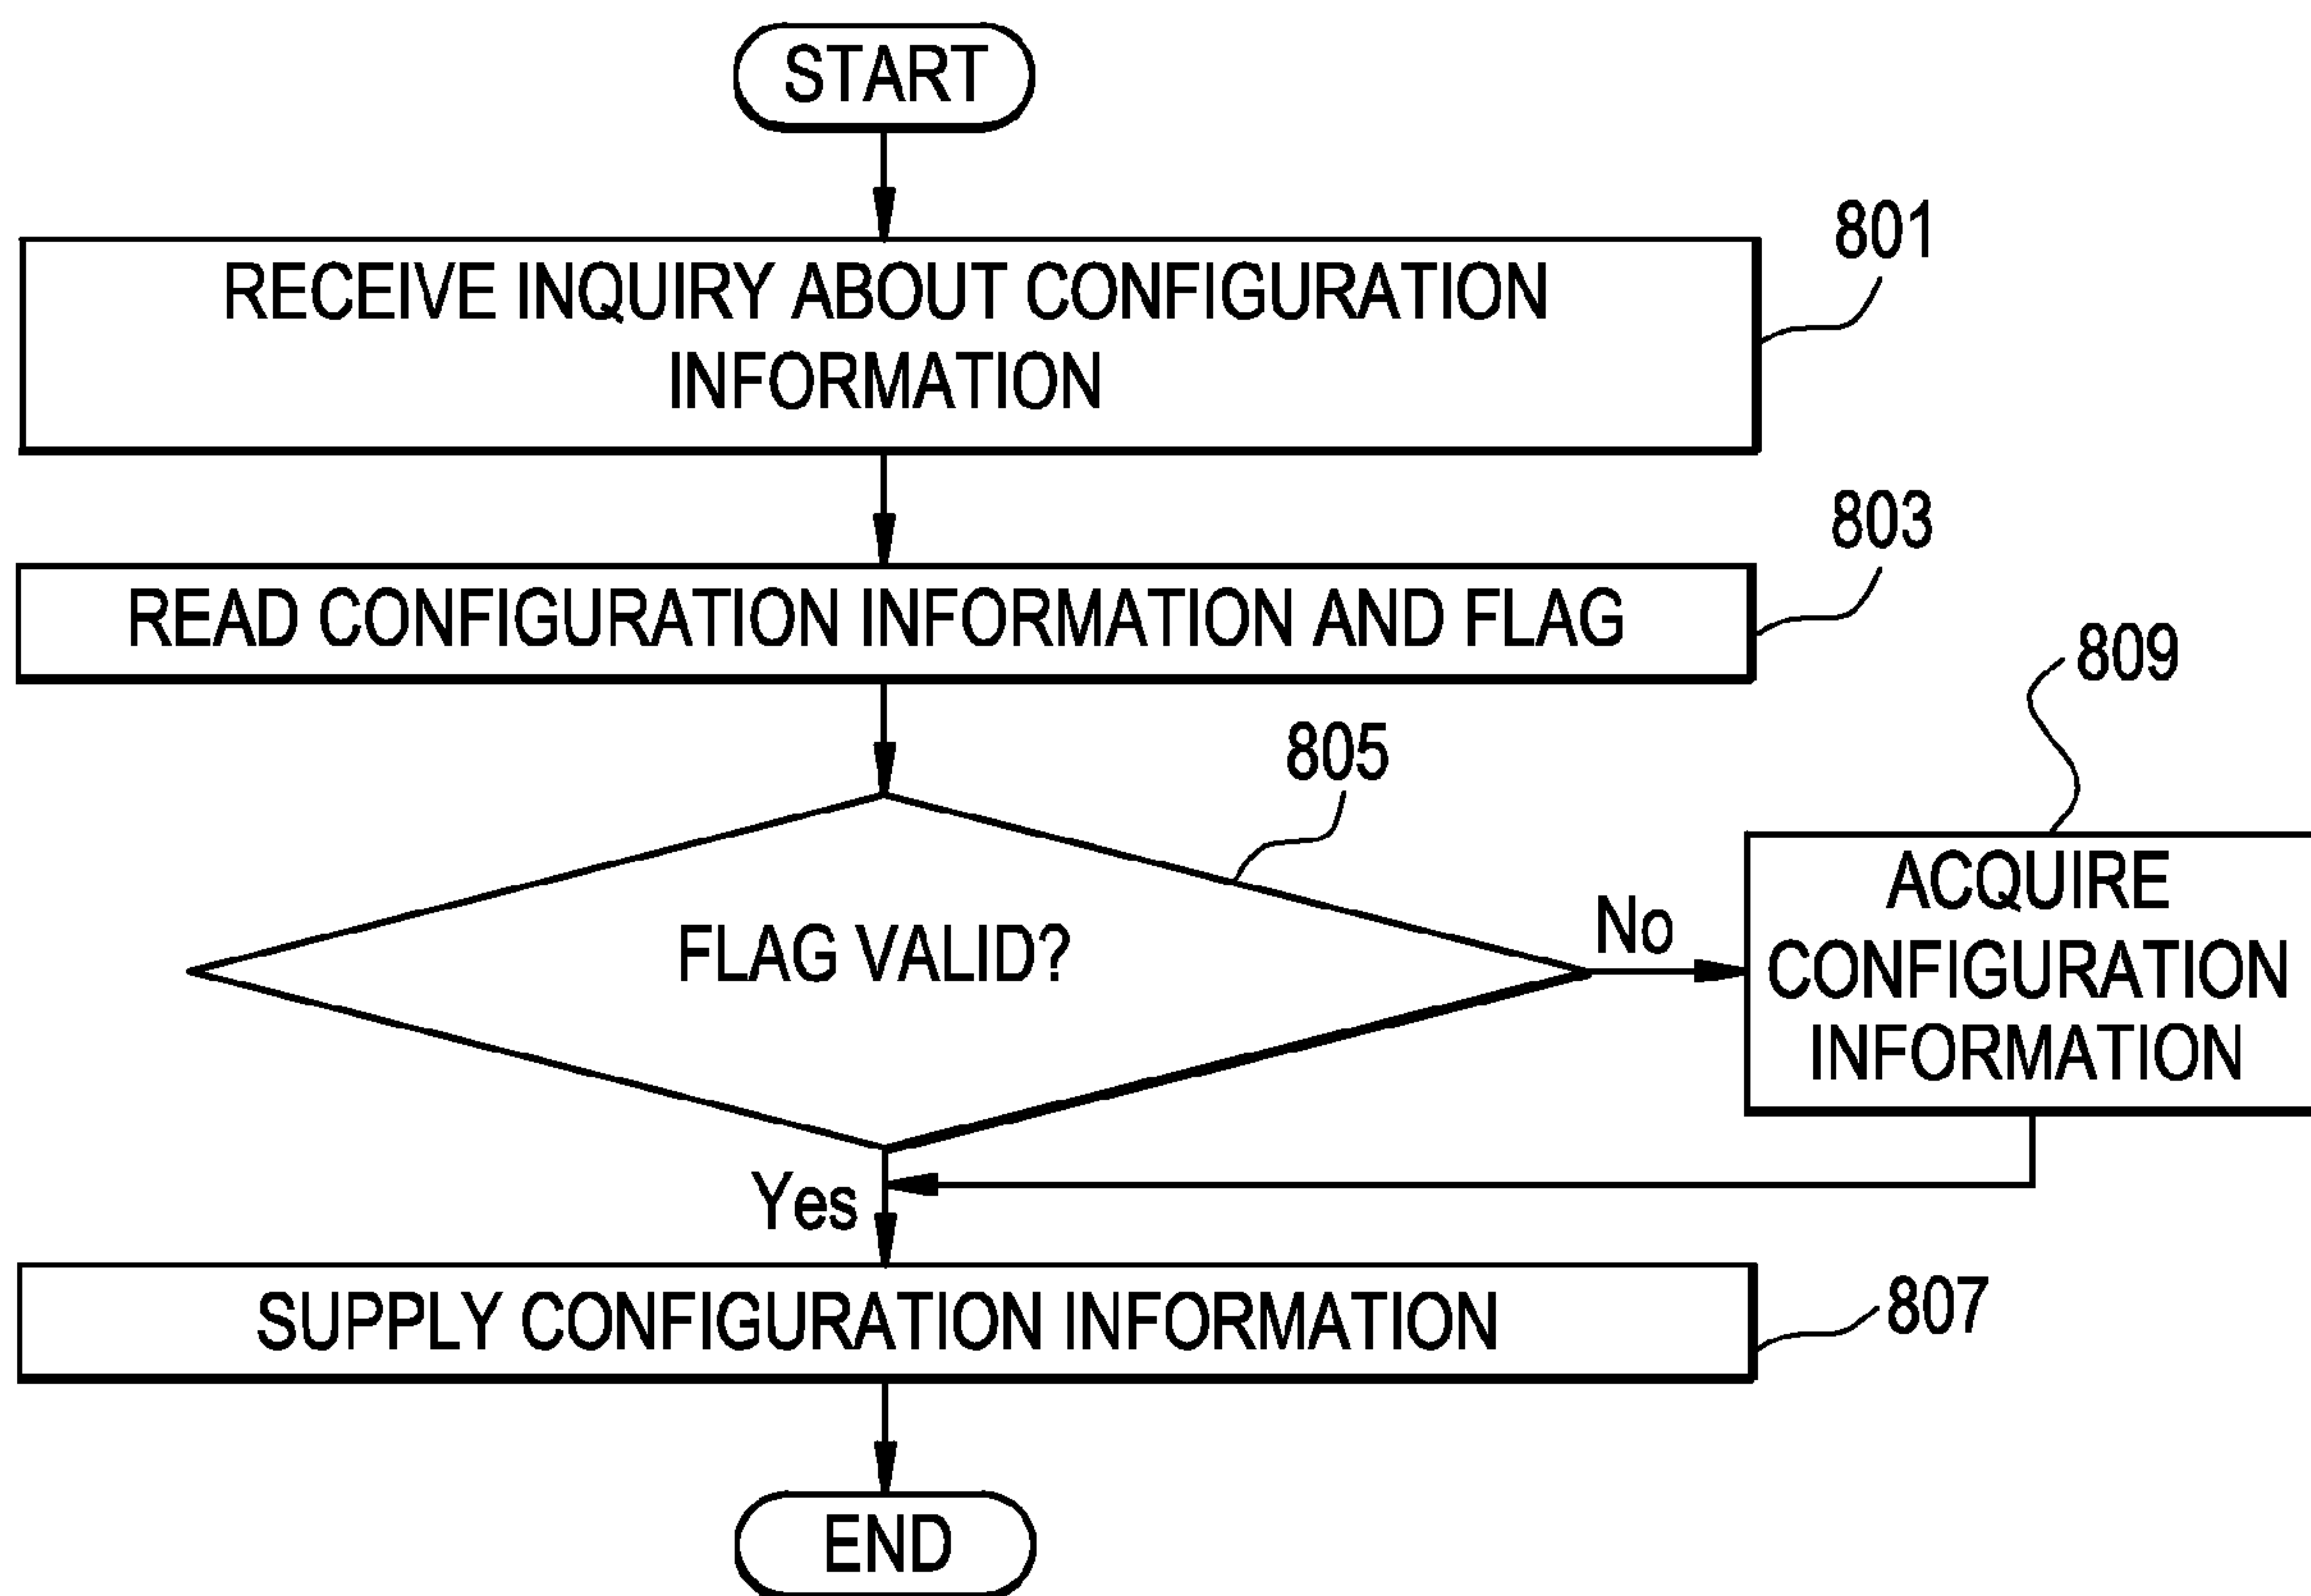 START
801
RECEIVE INQUIRY ABOUT CONFIGURATION
INFORMATION
803
READ CONFIGURATION INFORMATION AND FLAG
809
805
FLAG VALID?
No
ACQUIRE
CONFIGURATION
INFORMATION
Yes
SUPPLY CONFIGURATION INFORMATION
807
END